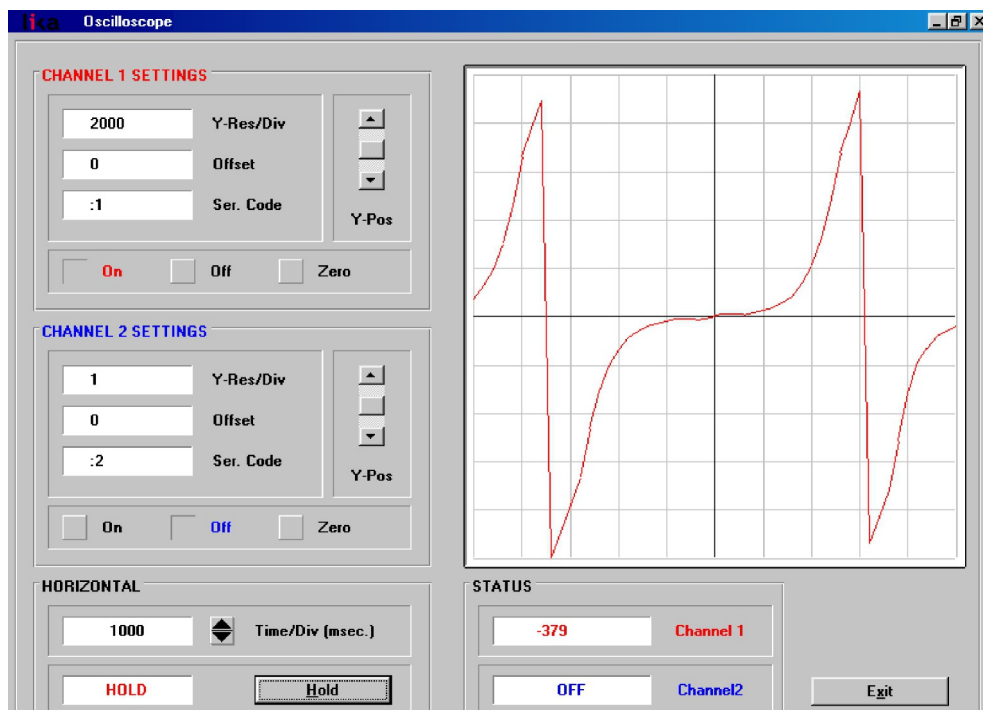 lika Oscilloscope
CHANNEL 1 SETTINGS
2000 Y-Res/Div
0 Offset
:1 Ser. Code
Y-Pos
On Off Zero
CHANNEL 2 SETTINGS
1 Y-Res/Div
0 Offset
:2 Ser. Code
Y-Pos
On Off Zero
HORIZONTAL
1000 Time/Div (msec.)
HOLD Hold
STATUS
-379 Channel 1
OFF Channel2
Exit